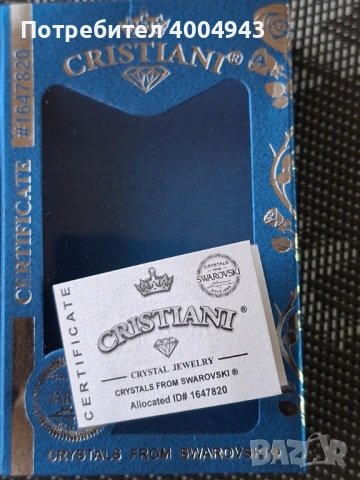 Потребител 4004943
CRISTIANI®
CERTIFICATE #1647820
CERTIFICATE
CRYSTALS
FROM
SWAROVSKI
CRISTIANI®
CRYSTAL JEWELRY
CRYSTALS FROM SWAROVSKI ®
Allocated ID# 1647820
CRYSTALS FROM SWAROVSKI
BAZAR